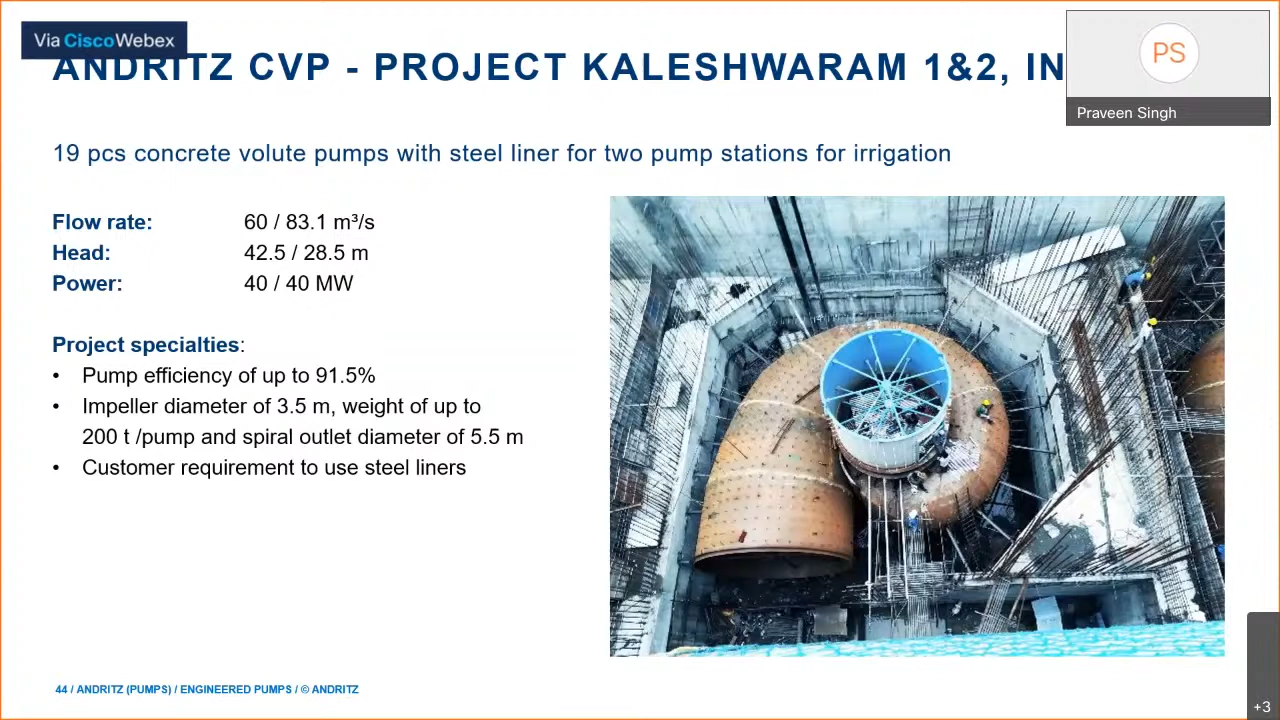 Via CiscoWebex
ANDRITZ CVP - PROJECT KALESHWARAM 1&2, IN
PS
Praveen Singh
19 pcs concrete volute pumps with steel liner for two pump stations for irrigation
Flow rate: 60 / 83.1 m³/s
Head: 42.5 / 28.5 m
Power: 40 / 40 MW
Project specialties:
• Pump efficiency of up to 91.5%
• Impeller diameter of 3.5 m, weight of up to
200 t /pump and spiral outlet diameter of 5.5 m
• Customer requirement to use steel liners
44 / ANDRITZ (PUMPS) / ENGINEERED PUMPS / © ANDRITZ
+3